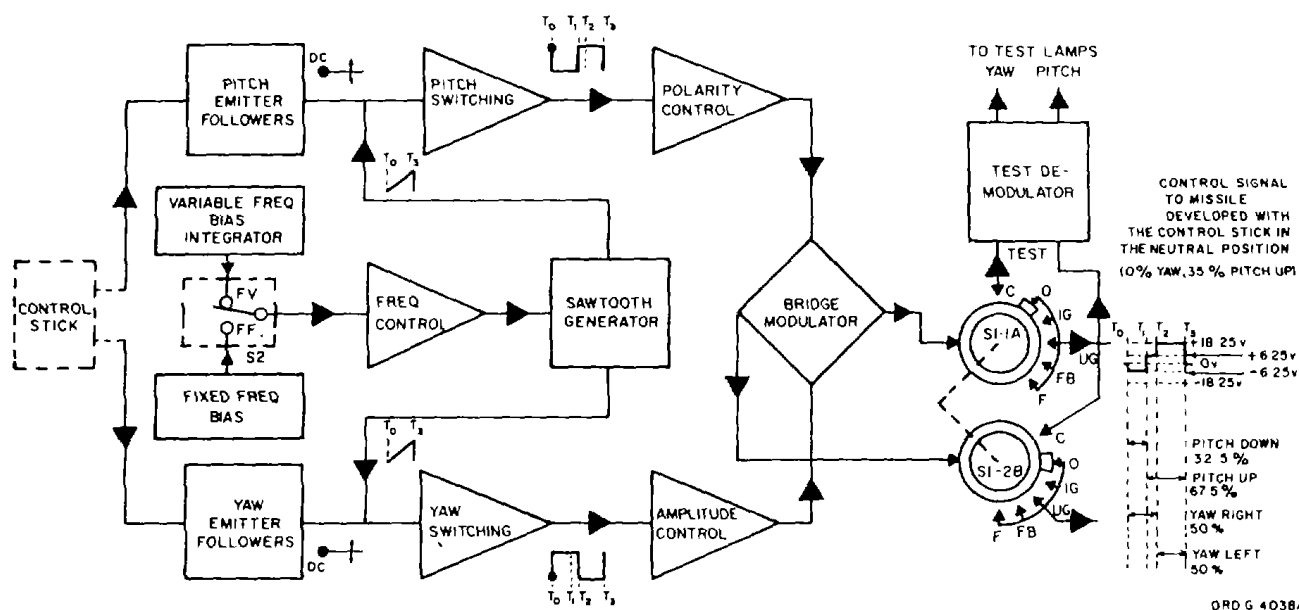 T0 T1 T2 T3
DC
PITCH
EMITTER
FOLLOWERS
PITCH
SWITCHING
POLARITY
CONTROL
TO TEST LAMPS
YAW PITCH
TEST DE-
MODULATOR
TEST
CONTROL SIGNAL
TO MISSILE
DEVELOPED WITH
THE CONTROL STICK IN
THE NEUTRAL POSITION
(0% YAW, 35% PITCH UP)
T0 T3
VARIABLE FREQ
BIAS
INTEGRATOR
CONTROL
STICK
FV
FF
S2
FIXED FREQ
BIAS
FREQ
CONTROL
SAWTOOTH
GENERATOR
BRIDGE
MODULATOR
S1-1A
C
O
IG
UG
FB
F
T0 T1 T2 T3
+18.25v
+6.25v
0v
-6.25v
-18.25v
S1-2B
C
O
IG
UG
FB
F
PITCH DOWN
32.5%
PITCH UP
67.5%
YAW RIGHT
50%
YAW LEFT
50%
T0 T3
YAW
EMITTER
FOLLOWERS
DC
YAW
SWITCHING
T0 T1 T2 T3
AMPLITUDE
CONTROL
ORD G 4038A